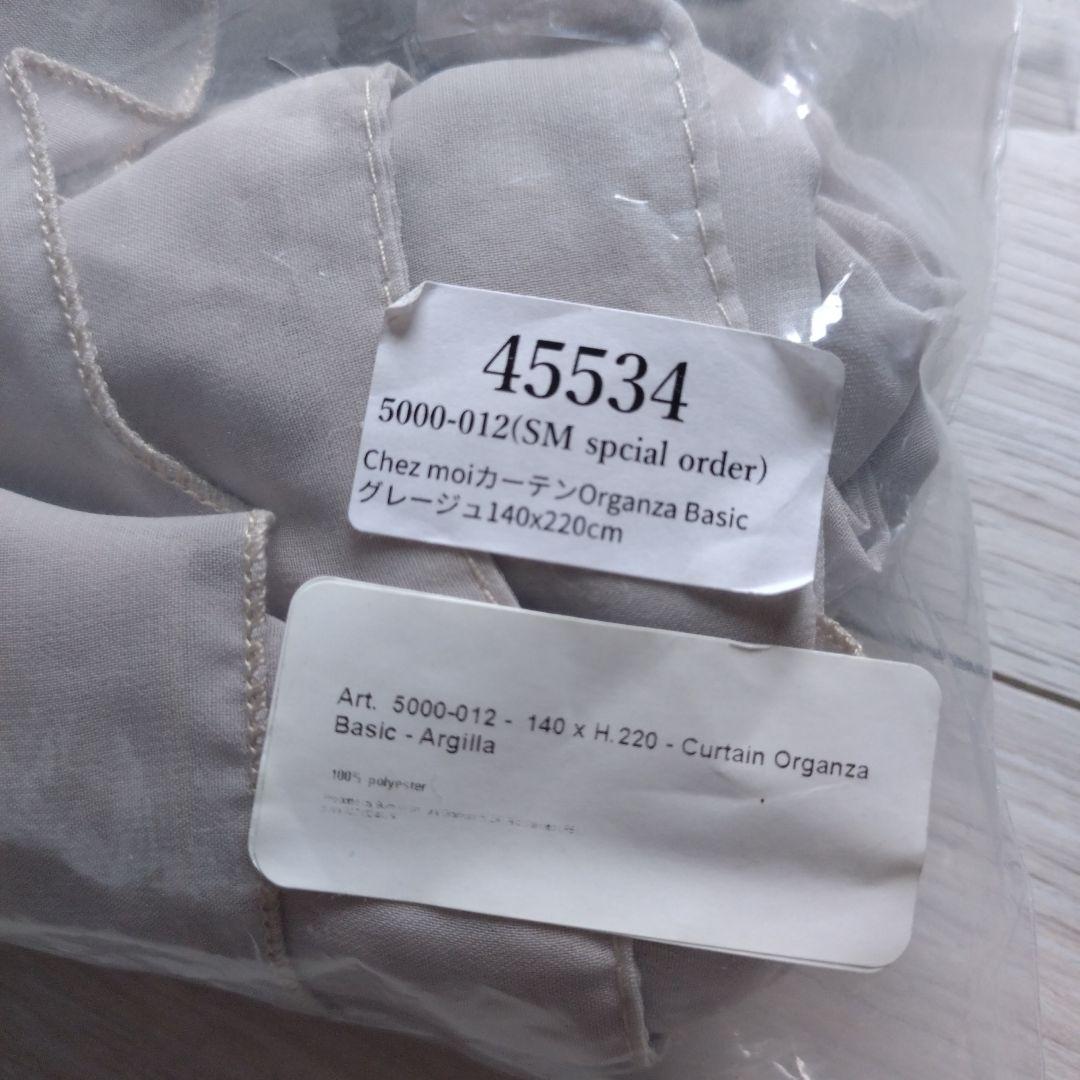 45534
5000-012(SM spcial order)
Chez moiカーテンOrganza Basic
グレージュ140x220cm
Art. 5000-012 - 140 x H.220 - Curtain Organza
Basic - Argilla
100% polyester